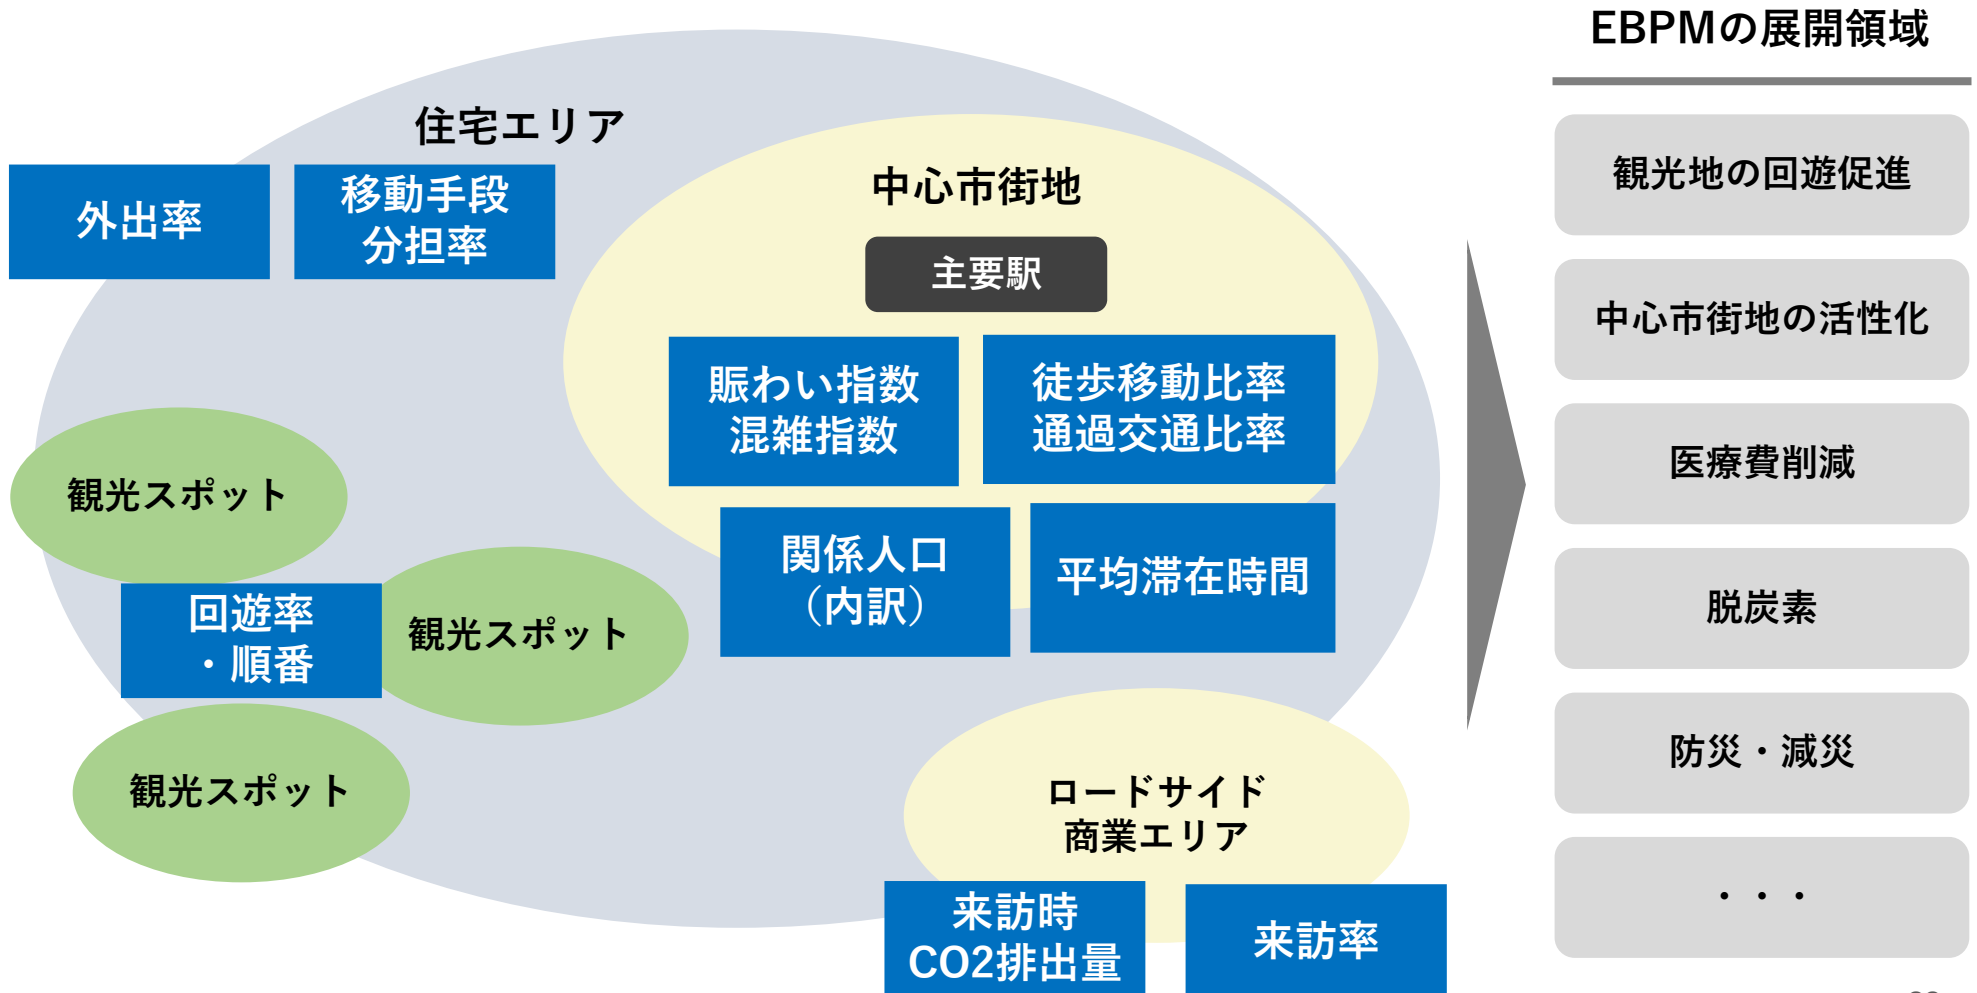 EBPMの展開領域
住宅エリア
外出率
移動手段
分担率
中心市街地
主要駅
賑わい指数
混雑指数
徒歩移動比率
通過交通比率
関係人口
（内訳）
平均滞在時間
観光スポット
回遊率
・順番
観光スポット
観光スポット
ロードサイド
商業エリア
来訪時
CO2排出量
来訪率
観光地の回遊促進
中心市街地の活性化
医療費削減
脱炭素
防災・減災
・・・